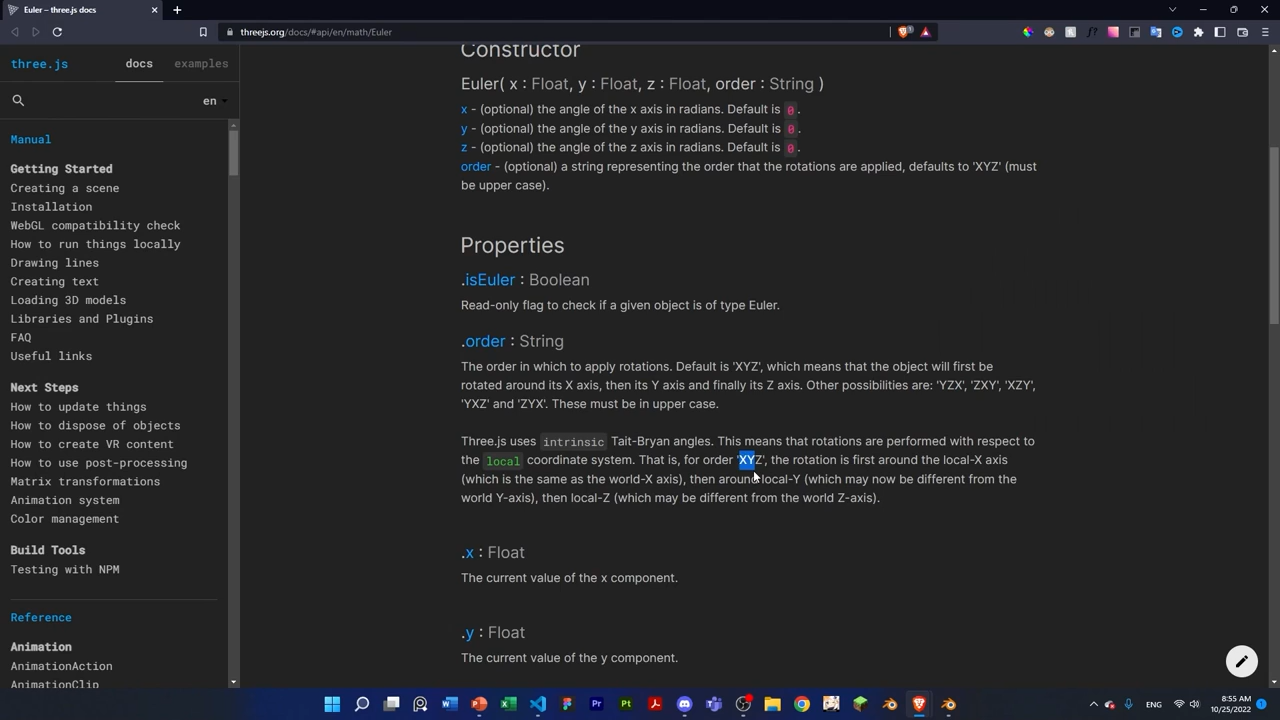 Euler – three.js docs
threejs.org/docs/#api/en/math/Euler
three.js
docs
examples
en
Manual
Getting Started
Creating a scene
Installation
WebGL compatibility check
How to run things locally
Drawing lines
Creating text
Loading 3D models
Libraries and Plugins
FAQ
Useful links
Next Steps
How to update things
How to dispose of objects
How to create VR content
How to use post-processing
Matrix transformations
Animation system
Color management
Build Tools
Testing with NPM
Reference
Animation
AnimationAction
AnimationClip
Constructor
Euler( x : Float, y : Float, z : Float, order : String )
x - (optional) the angle of the x axis in radians. Default is 0.
y - (optional) the angle of the y axis in radians. Default is 0.
z - (optional) the angle of the z axis in radians. Default is 0.
order - (optional) a string representing the order that the rotations are applied, defaults to 'XYZ' (must
be upper case).
Properties
.isEuler : Boolean
Read-only flag to check if a given object is of type Euler.
.order : String
The order in which to apply rotations. Default is 'XYZ', which means that the object will first be
rotated around its X axis, then its Y axis and finally its Z axis. Other possibilities are: 'YZX', 'ZXY', 'XZY',
'YXZ' and 'ZYX'. These must be in upper case.
Three.js uses intrinsic Tait-Bryan angles. This means that rotations are performed with respect to
the local coordinate system. That is, for order 'XYZ', the rotation is first around the local-X axis
(which is the same as the world-X axis), then around local-Y (which may now be different from the
world Y-axis), then local-Z (which may be different from the world Z-axis).
.x : Float
The current value of the x component.
.y : Float
The current value of the y component.
ENG
8:55 AM
10/25/2022